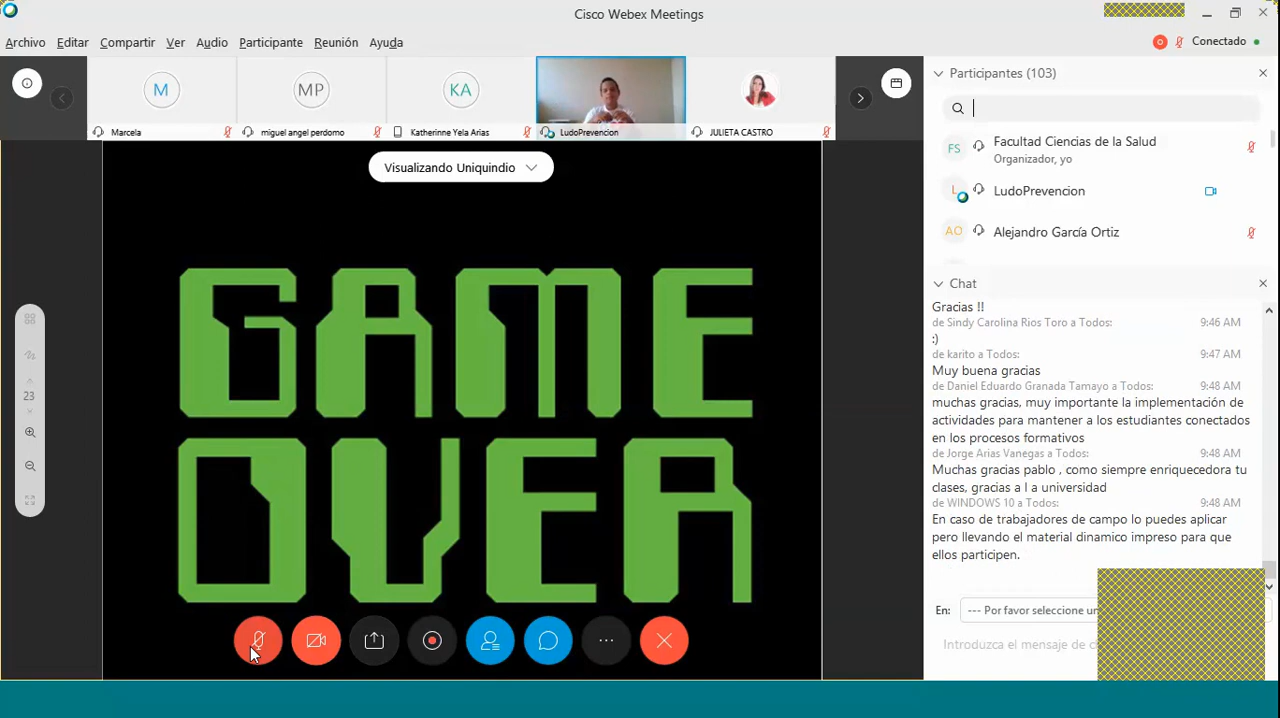 Cisco Webex Meetings
Archivo Editar Compartir Ver Audio Participante Reunión Ayuda
Conectado
M
MP
KA
Marcela
miguel angel perdomo
Katherinne Yela Arias
LudoPrevencion
JULIETA CASTRO
Visualizando Uniquindio
GAME
OVER
23
Participantes (103)
FS
Facultad Ciencias de la Salud
Organizador, yo
L
LudoPrevencion
AO
Alejandro García Ortiz
Chat
Gracias !!
de Sindy Carolina Rios Toro a Todos: 9:46 AM
:)
de karito a Todos: 9:47 AM
Muy buena gracias
de Daniel Eduardo Granada Tamayo a Todos: 9:48 AM
muchas gracias, muy importante la implementación de
actividades para mantener a los estudiantes conectados
en los procesos formativos
de Jorge Arias Vanegas a Todos: 9:48 AM
Muchas gracias pablo , como siempre enriquecedora tu
clases, gracias a l a universidad
de WINDOWS 10 a Todos: 9:48 AM
En caso de trabajadores de campo lo puedes aplicar
pero llevando el material dinamico impreso para que
ellos participen.
En: --- Por favor seleccione un
Introduzca el mensaje de